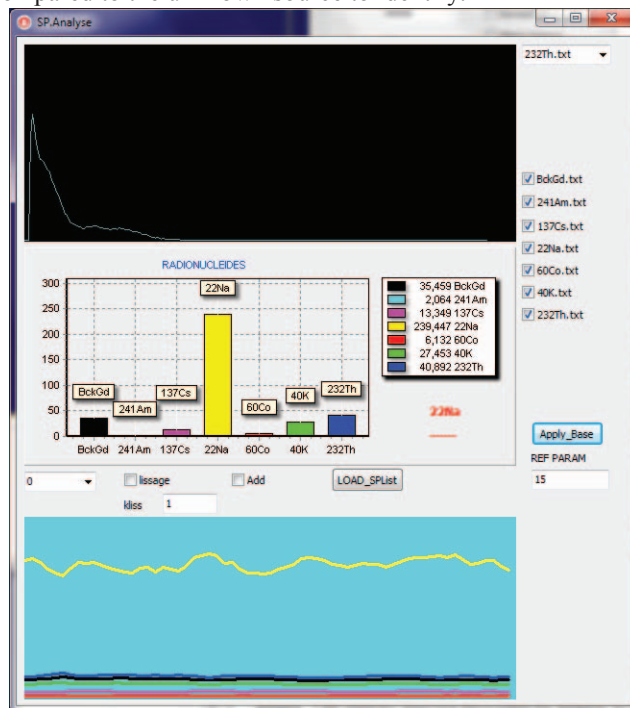 SP.Analyse
232Th.txt
BckGd.txt
241Am.txt
137Cs.txt
22Na.txt
60Co.txt
40K.txt
232Th.txt
RADIONUCLEIDES
300
250
200
150
100
50
0
BckGd
241Am
137Cs
22Na
60Co
40K
232Th
BckGd 241Am 137Cs 22Na 60Co 40K 232Th
35,459 BckGd
2,064 241Am
13,349 137Cs
239,447 22Na
6,132 60Co
27,453 40K
40,892 232Th
22Na
Apply_Base
REF PARAM
15
0
lissage
Add
LOAD_SPList
kliss 1